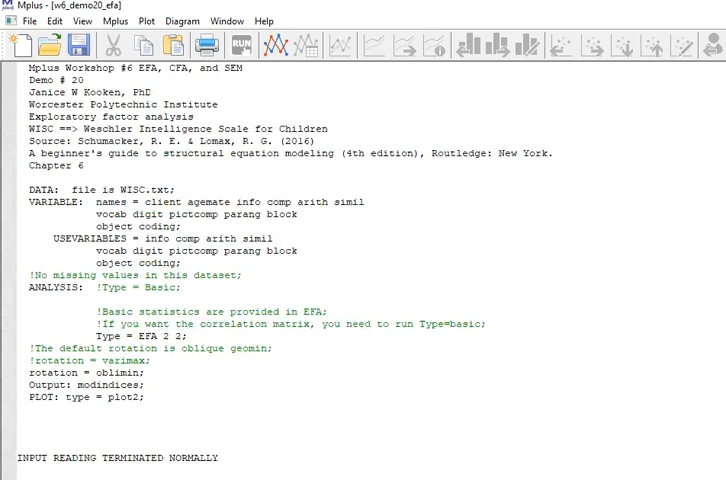 Mplus - [w6_demo20_efa]
File Edit View Mplus Plot Diagram Window Help
RUN
Mplus Workshop #6 EFA, CFA, and SEM
Demo # 20
Janice W Kooken, PhD
Worcester Polytechnic Institute
Exploratory factor analysis
WISC ==> Weschler Intelligence Scale for Children
Source: Schumacker, R. E. & Lomax, R. G. (2016)
A beginner's guide to structural equation modeling (4th edition), Routledge: New York.
Chapter 6
DATA: file is WISC.txt;
VARIABLE: names = client agemate info comp arith simil
vocab digit pictcomp parang block
object coding;
USEVARIABLES = info comp arith simil
vocab digit pictcomp parang block
object coding;
!No missing values in this dataset;
ANALYSIS: !Type = Basic;
!Basic statistics are provided in EFA;
!If you want the correlation matrix, you need to run Type=basic;
Type = EFA 2 2;
!The default rotation is oblique geomin;
!rotation = varimax;
rotation = oblimin;
Output: modindices;
PLOT: type = plot2;
INPUT READING TERMINATED NORMALLY